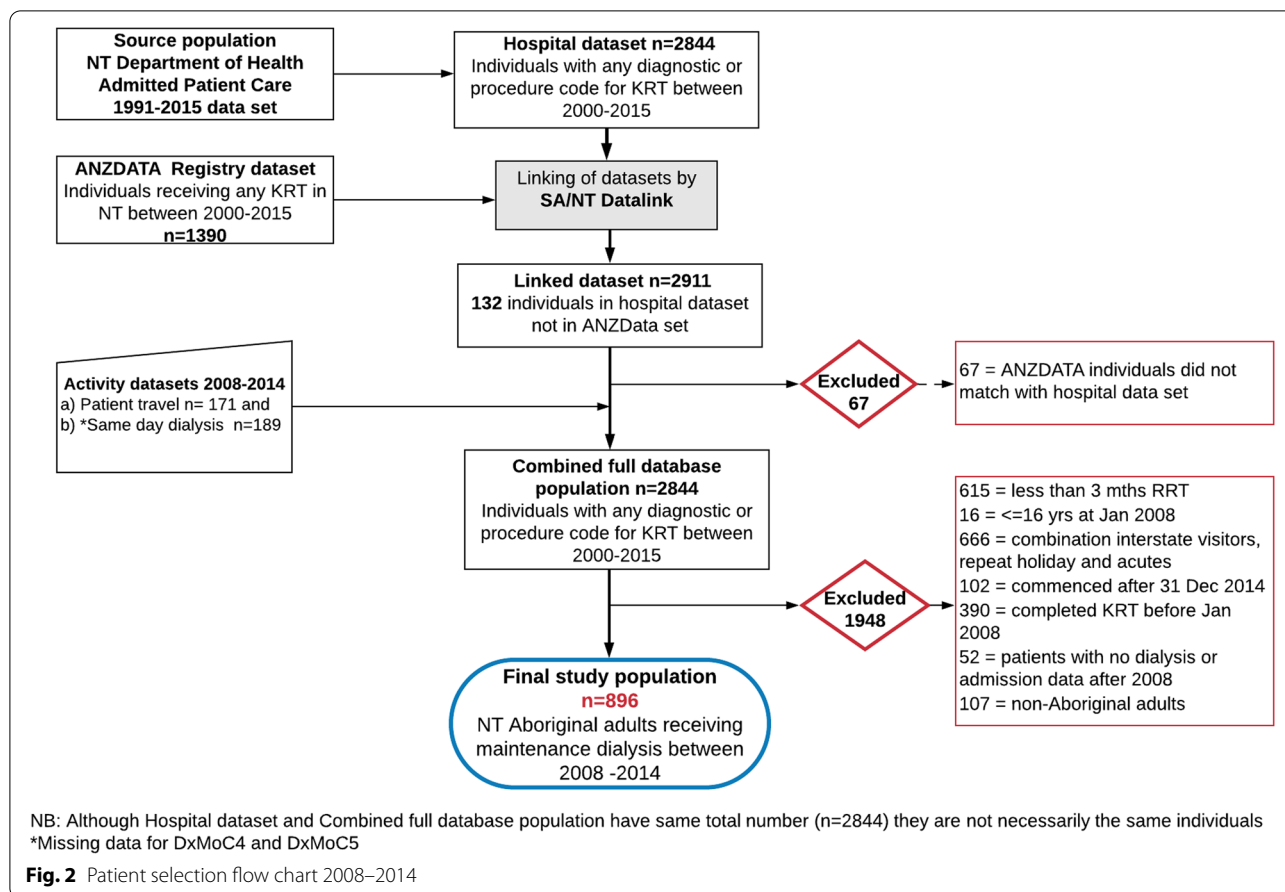 Source population
NT Department of Health
Admitted Patient Care
1991-2015 data set
Hospital dataset n=2844
Individuals with any diagnostic or
procedure code for KRT between
2000-2015
ANZDATA Registry dataset
Individuals receiving any KRT in
NT between 2000-2015
n=1390
Linking of datasets by
SA/NT Datalink
Linked dataset n=2911
132 individuals in hospital dataset
not in ANZData set
Excluded
67
67 = ANZDATA individuals did not
match with hospital data set
Activity datasets 2008-2014
a) Patient travel n= 171 and
b) *Same day dialysis n=189
Combined full database
population n=2844
Individuals with any diagnostic or
procedure code for KRT between
2000-2015
Excluded
1948
615 = less than 3 mths RRT
16 = <=16 yrs at Jan 2008
666 = combination interstate visitors,
repeat holiday and acutes
102 = commenced after 31 Dec 2014
390 = completed KRT before Jan
2008
52 = patients with no dialysis or
admission data after 2008
107 = non-Aboriginal adults
Final study population
n=896
NT Aboriginal adults receiving
maintenance dialysis between
2008 -2014
NB: Although Hospital dataset and Combined full database population have same total number (n=2844) they are not necessarily the same individuals
*Missing data for DxMoC4 and DxMoC5
Fig. 2 Patient selection flow chart 2008–2014